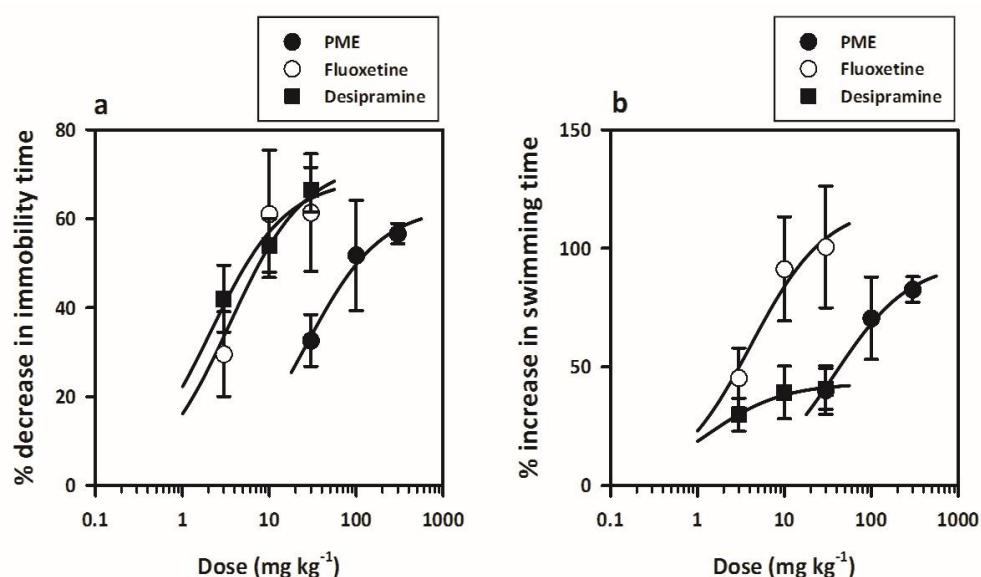 PME
Fluoxetine
Desipramine
a
80
60
40
20
0
% decrease in immobility time
0.1 1 10 100 1000
Dose (mg kg⁻¹)
PME
Fluoxetine
Desipramine
b
150
100
50
0
% increase in swimming time
0.1 1 10 100 1000
Dose (mg kg⁻¹)